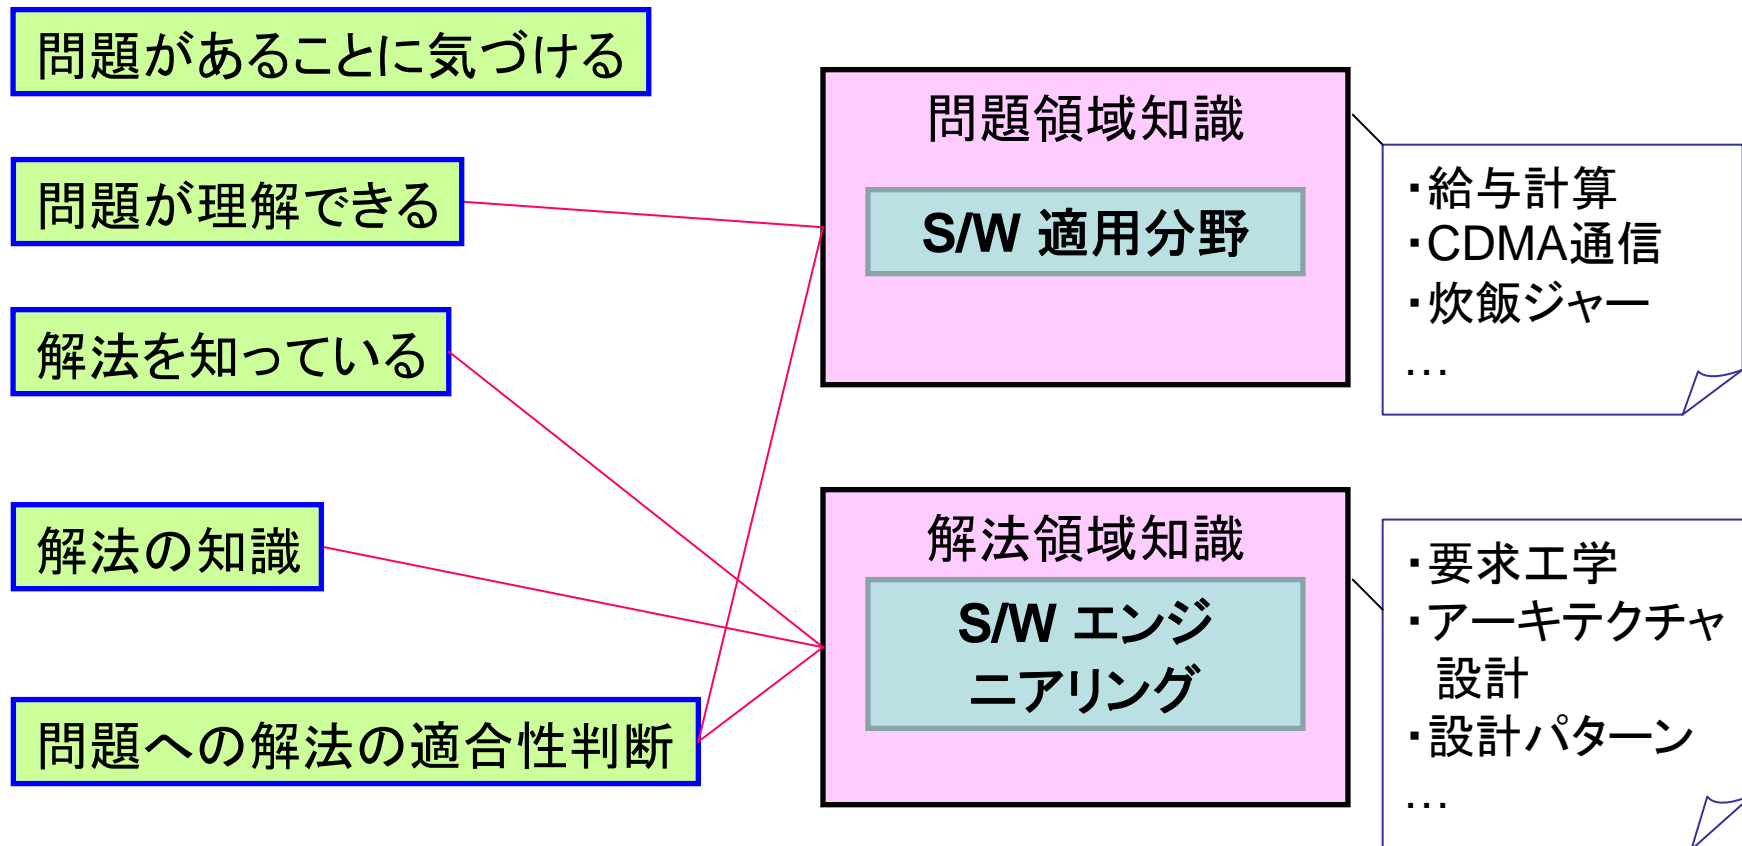 問題があることに気づける
問題が理解できる
解法を知っている
解法の知識
問題への解法の適合性判断
問題領域知識
S/W 適用分野
・給与計算
・CDMA通信
・炊飯ジャー
…
解法領域知識
S/W エンジ
ニアリング
・要求工学
・アーキテクチャ
設計
・設計パターン
…